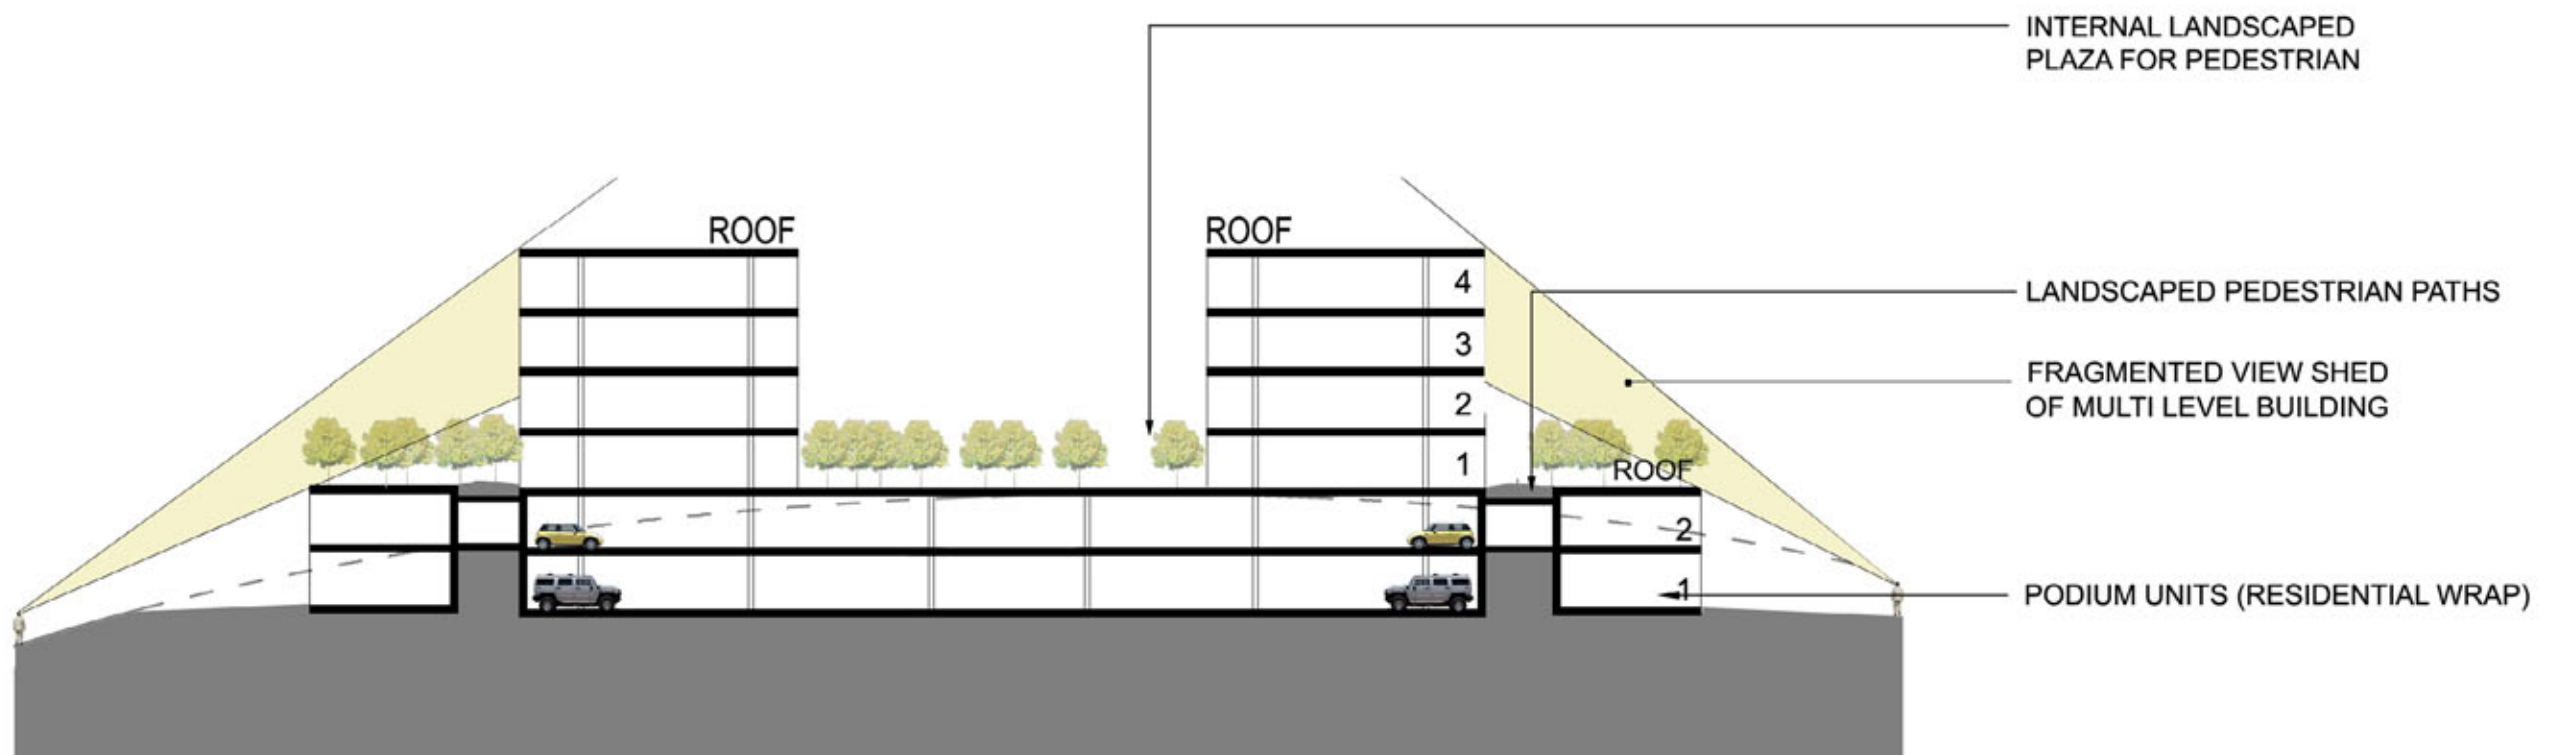 INTERNAL LANDSCAPED
PLAZA FOR PEDESTRIAN
ROOF
ROOF
4
LANDSCAPED PEDESTRIAN PATHS
3
FRAGMENTED VIEW SHED
OF MULTI LEVEL BUILDING
2
1
ROOF
2
1
PODIUM UNITS (RESIDENTIAL WRAP)